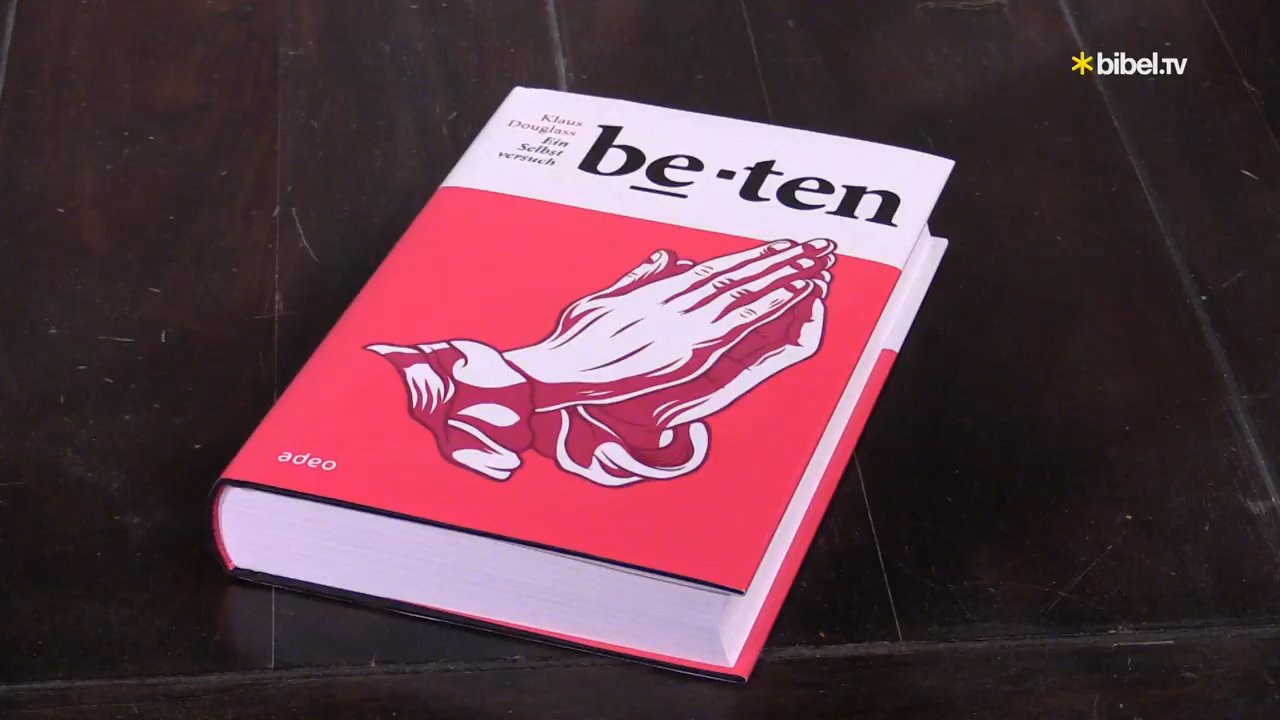 bibel.tv
Klaus
Douglass
Ein
Selbst
versuch
be·ten
adeo